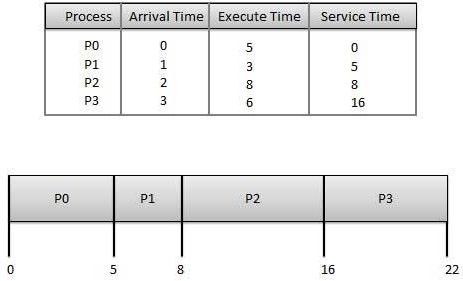 Process Arrival Time Execute Time Service Time
P0 0 5 0
P1 1 3 5
P2 2 8 8
P3 3 6 16
P0 P1 P2 P3
0 5 8 16 22